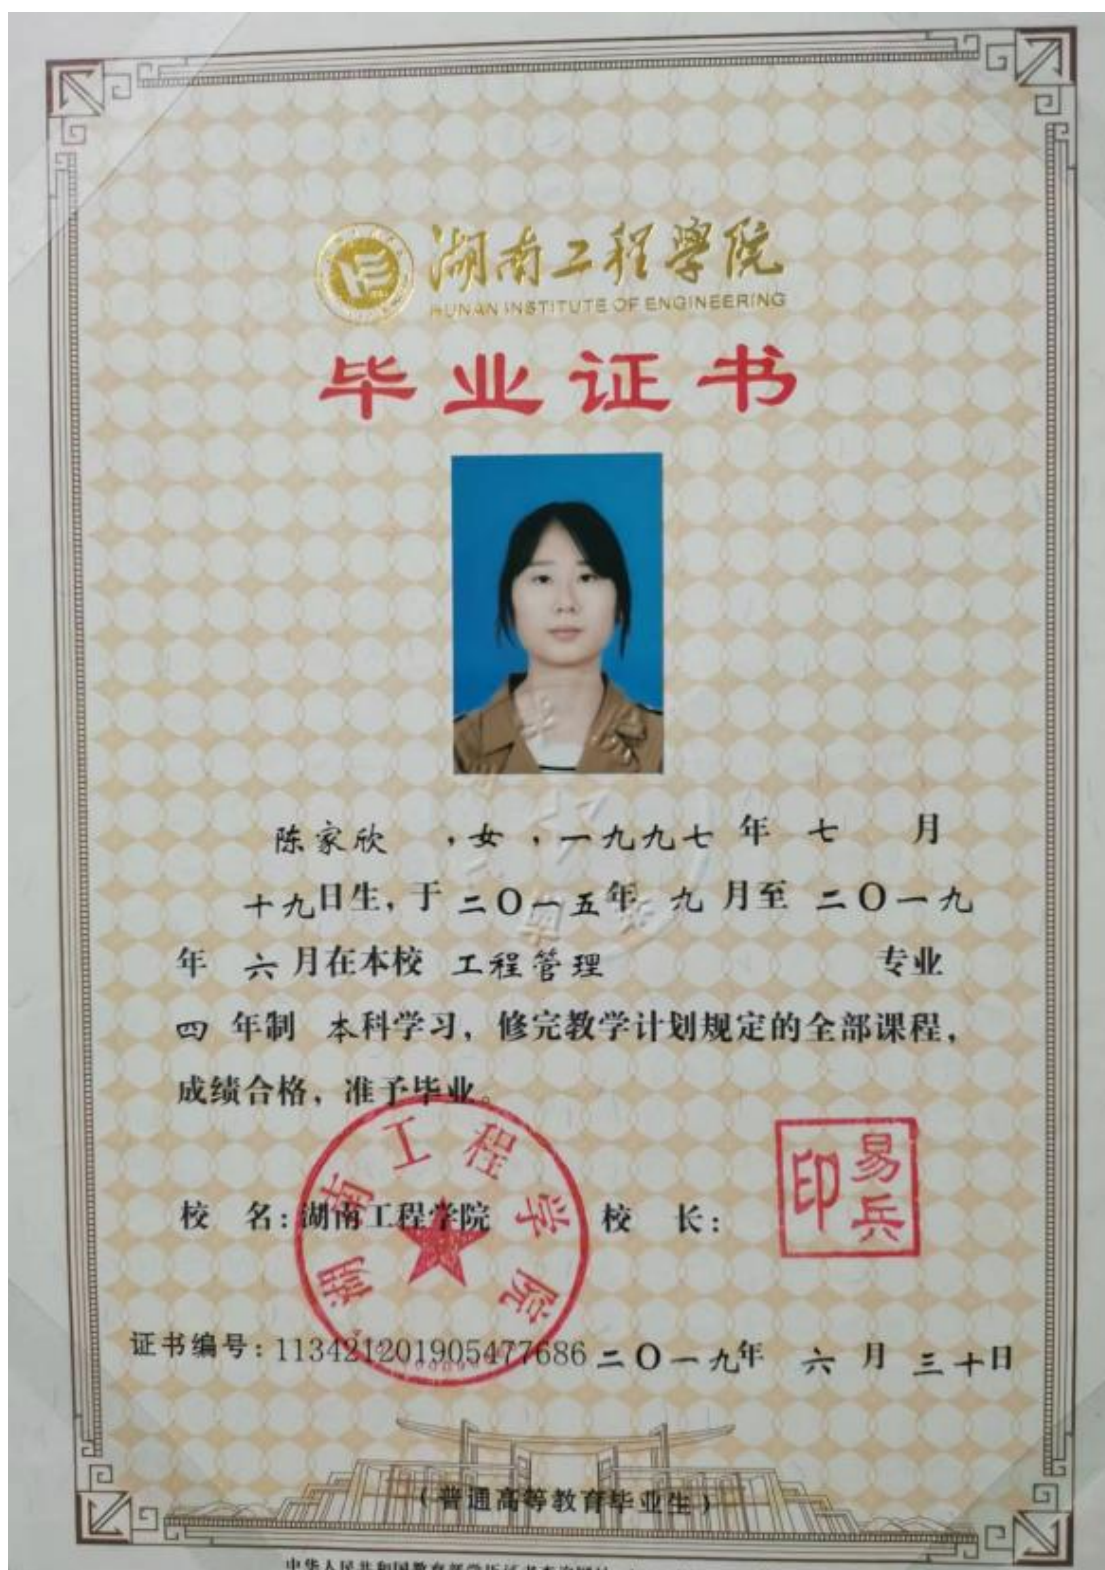 湖南工程學院
HUNAN INSTITUTE OF ENGINEERING
毕业证书
陈家欣 ，女，一九九七 年 七 月
十九日生，于 二〇一五年 九 月至 二〇一九
年 六 月在本校 工程管理 专业
四 年制 本科学习，修完教学计划规定的全部课程，
成绩合格，准予毕业。
湖南工程学院
校 名：湖南工程学院 校 长：
易兵印
证书编号：113421201905477686 二〇一九年 六 月 三十日
（普通高等教育毕业生）